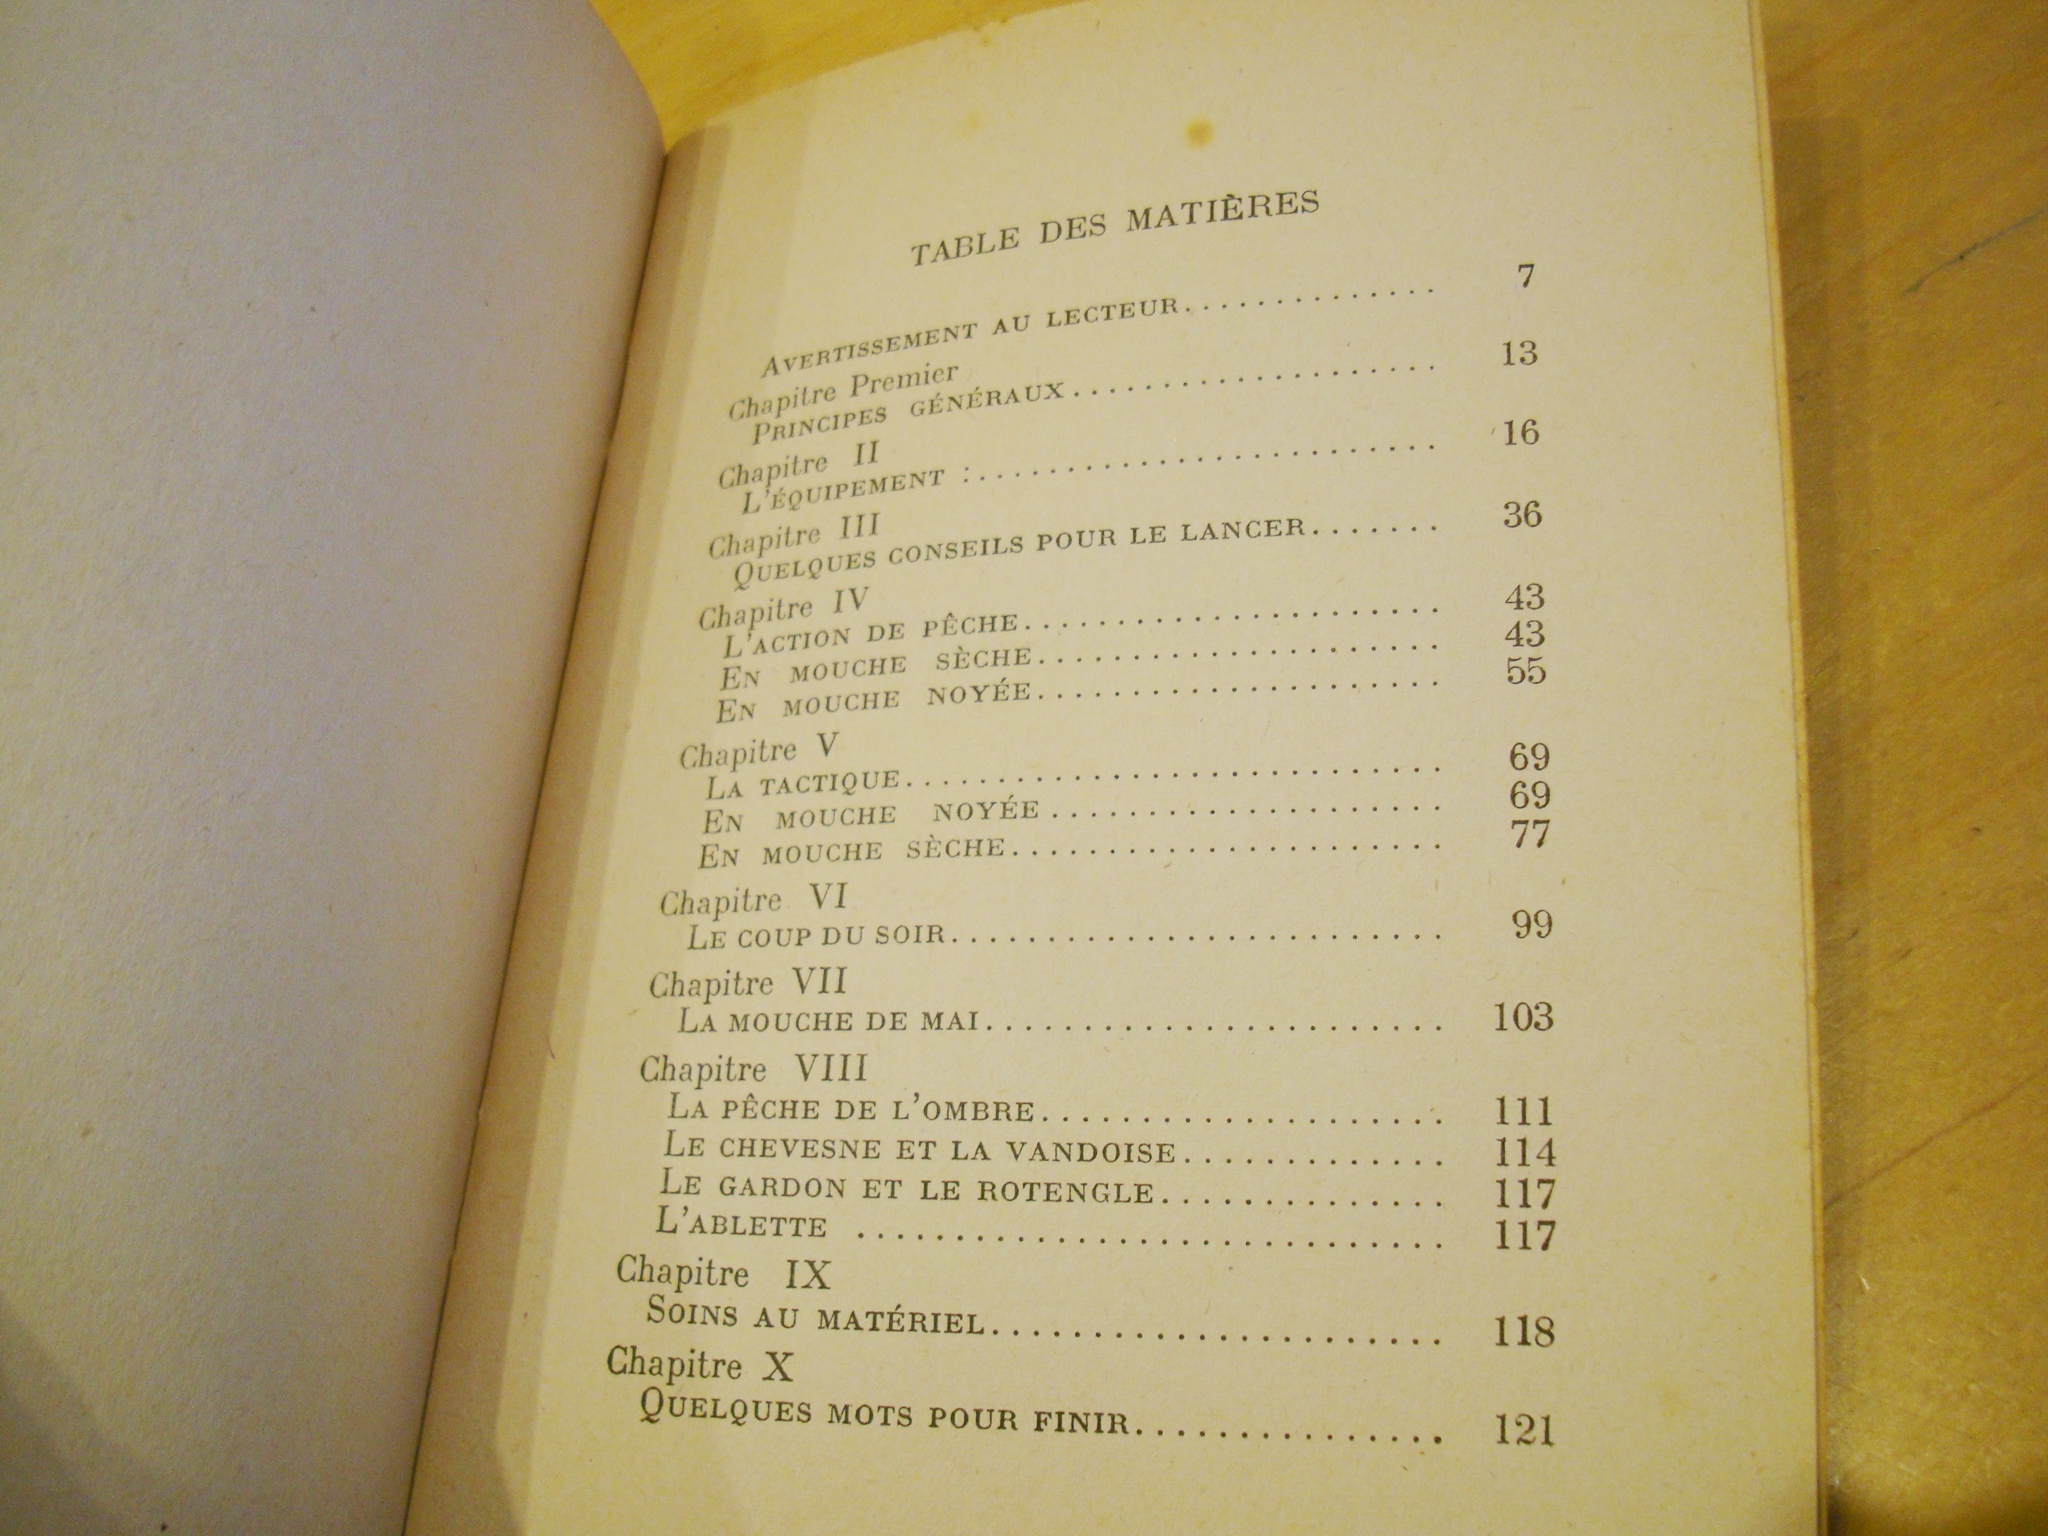 TABLE DES MATIÈRES
AVERTISSEMENT AU LECTEUR.............. 7
Chapitre Premier
PRINCIPES GÉNÉRAUX.................... 13
Chapitre II
L'ÉQUIPEMENT :.......................... 16
Chapitre III
QUELQUES CONSEILS POUR LE LANCER....... 36
Chapitre IV
L'ACTION DE PÊCHE....................... 43
EN MOUCHE SÈCHE...................... 43
EN MOUCHE NOYÉE...................... 55
Chapitre V
LA TACTIQUE............................. 69
EN MOUCHE NOYÉE ..................... 69
EN MOUCHE SÈCHE....................... 77
Chapitre VI
LE COUP DU SOIR.......................... 99
Chapitre VII
LA MOUCHE DE MAI........................ 103
Chapitre VIII
LA PÊCHE DE L'OMBRE..................... 111
LE CHEVESNE ET LA VANDOISE............. 114
LE GARDON ET LE ROTENGLE.............. 117
L'ABLETTE .............................. 117
Chapitre IX
SOINS AU MATÉRIEL....................... 118
Chapitre X
QUELQUES MOTS POUR FINIR............... 121